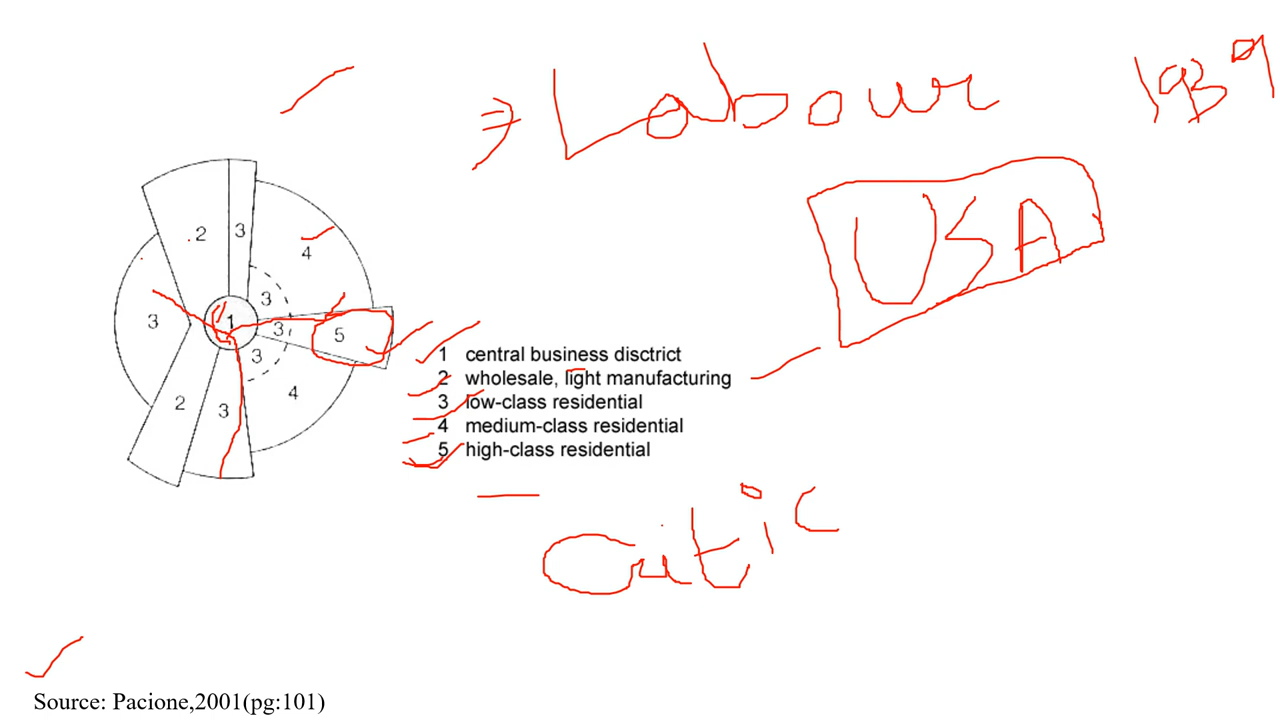 ⇒ Labour 1939
USA
2 3 4
3 1 3
3 5
3
2 3 4
1 central business disctrict
2 wholesale, light manufacturing
3 low-class residential
4 medium-class residential
5 high-class residential
Critic
Source: Pacione,2001(pg:101)